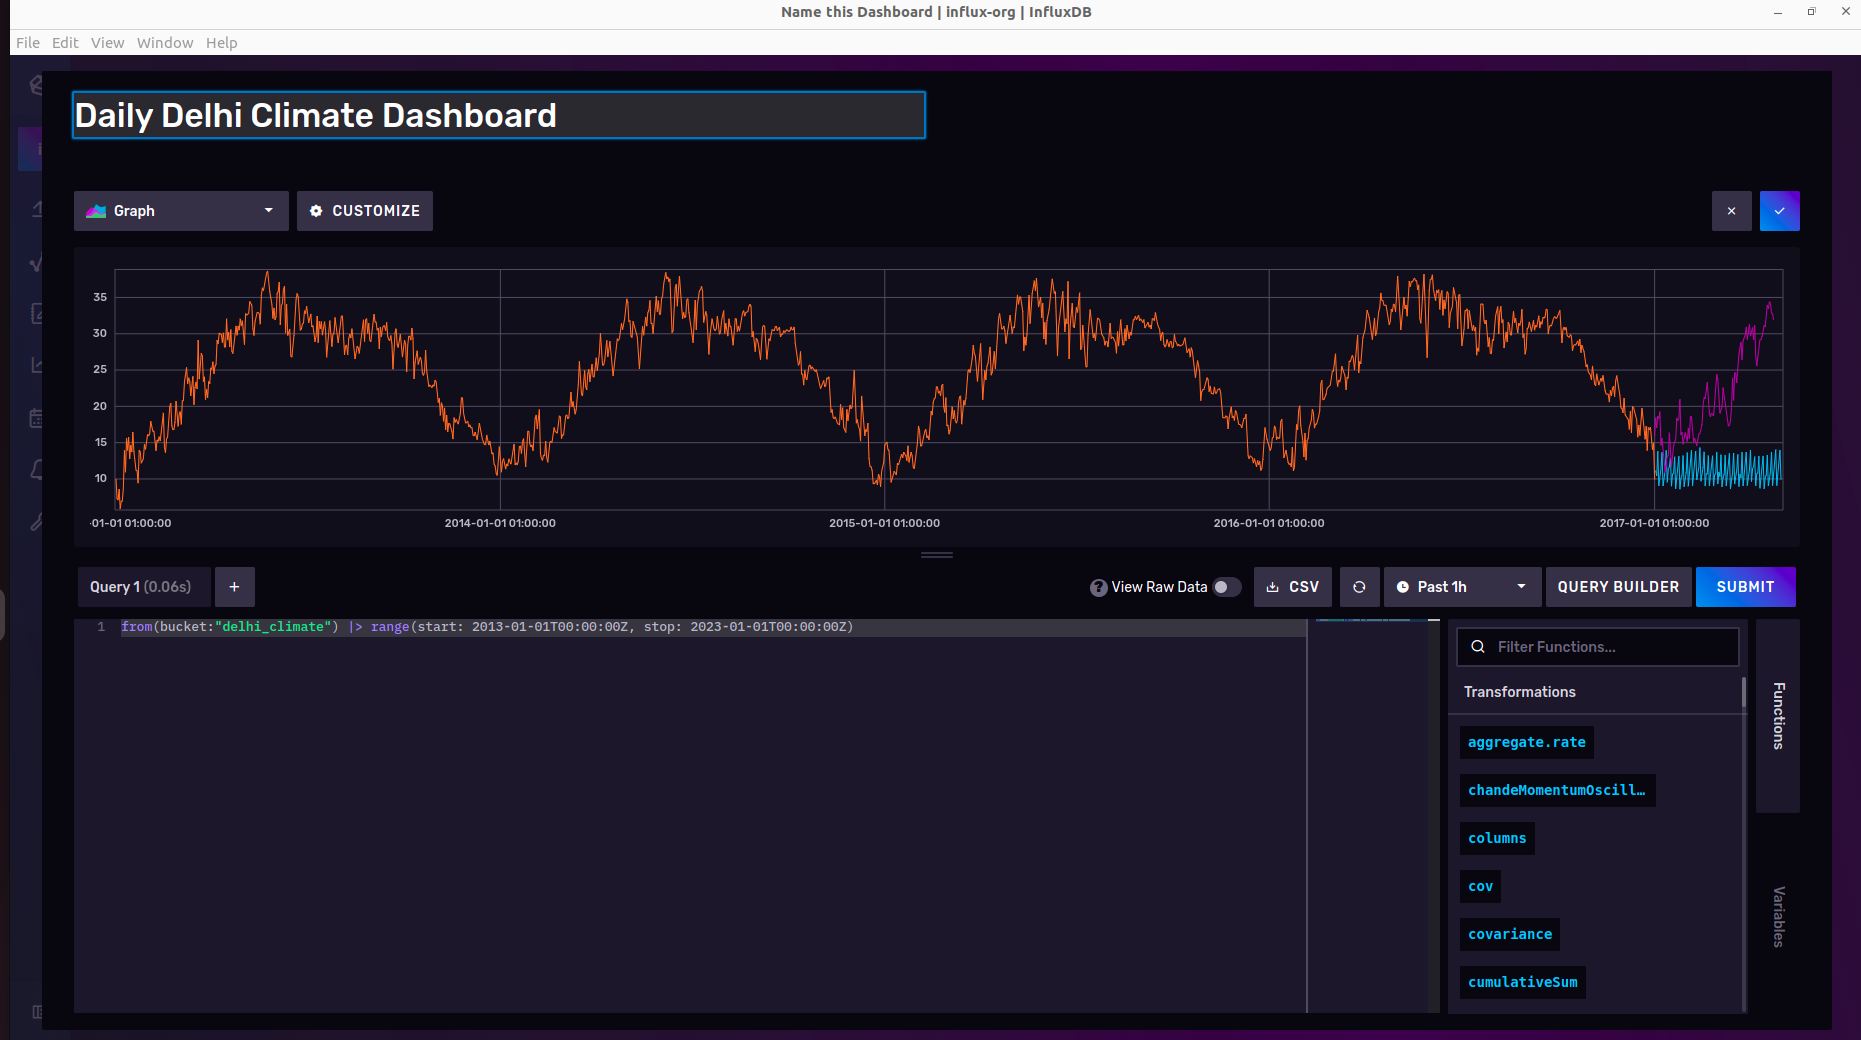 Name this Dashboard | influx-org | InfluxDB
File Edit View Window Help
Daily Delhi Climate Dashboard
Graph
CUSTOMIZE
35
30
25
20
15
10
-01-01 01:00:00
2014-01-01 01:00:00
2015-01-01 01:00:00
2016-01-01 01:00:00
2017-01-01 01:00:00
Query 1 (0.06s)
+
? View Raw Data
CSV
Past 1h
QUERY BUILDER
SUBMIT
1 from(bucket:"delhi_climate") |> range(start: 2013-01-01T00:00:00Z, stop: 2023-01-01T00:00:00Z)
Filter Functions...
Transformations
aggregate.rate
chandeMomentumOscill…
columns
cov
covariance
cumulativeSum
Functions
Variables